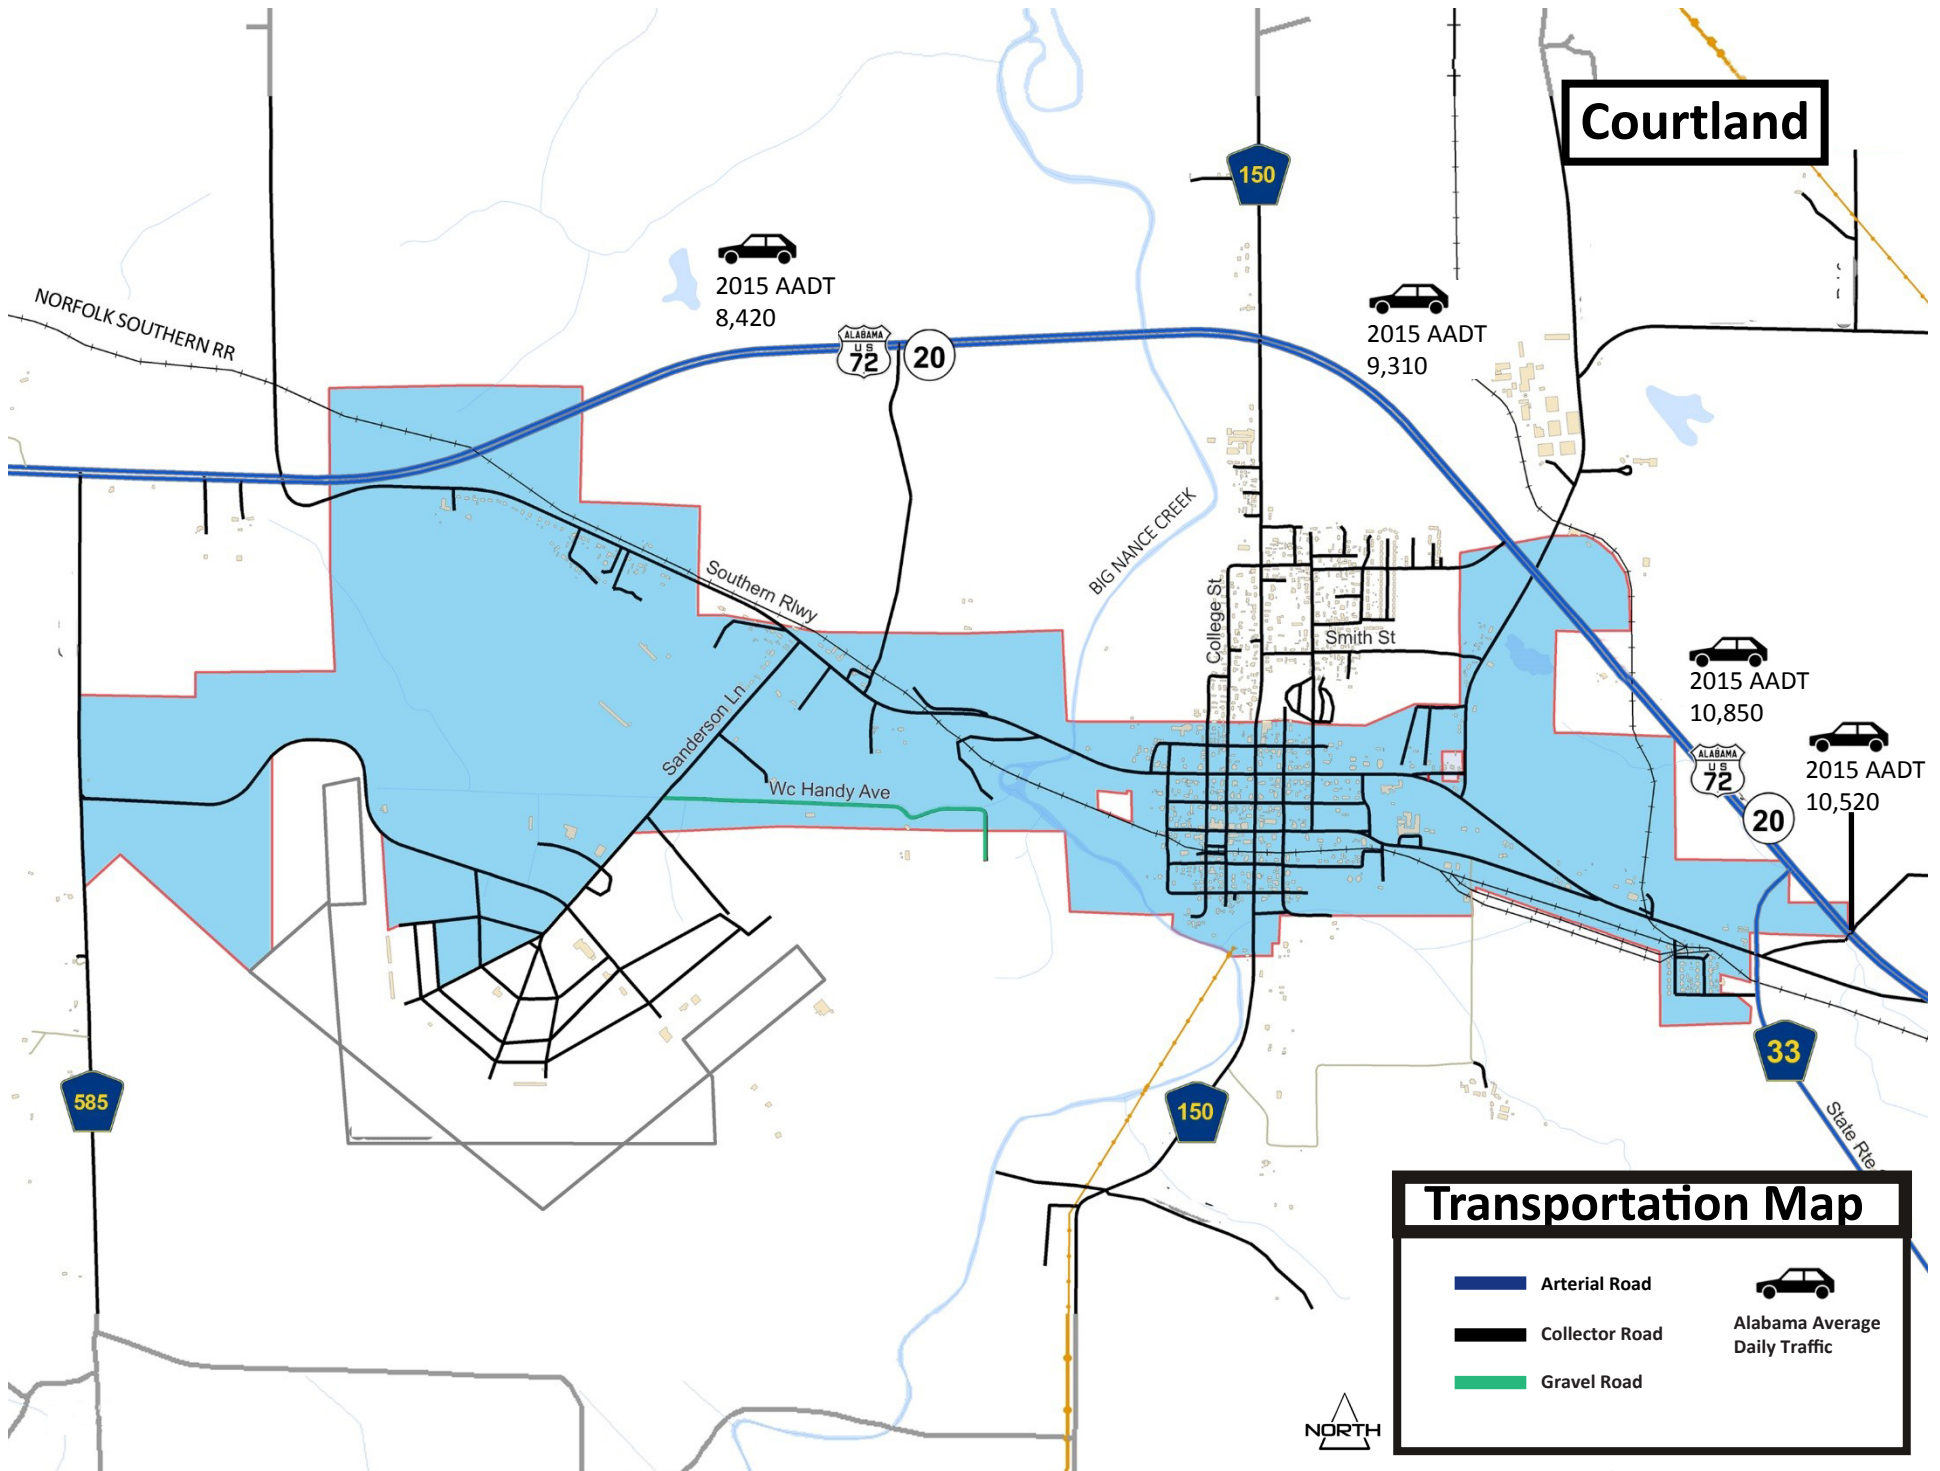 Courtland
150
2015 AADT
8,420
NORFOLK SOUTHERN RR
2015 AADT
9,310
ALABAMA
US
72
20
BIG NANCE CREEK
Southern Rlwy
College St
Smith St
Sanderson Ln
2015 AADT
10,850
ALABAMA
US
72
2015 AADT
10,520
20
Wc Handy Ave
33
585
150
State Rte
Transportation Map
Arterial Road
Collector Road
Gravel Road
Alabama Average
Daily Traffic
NORTH